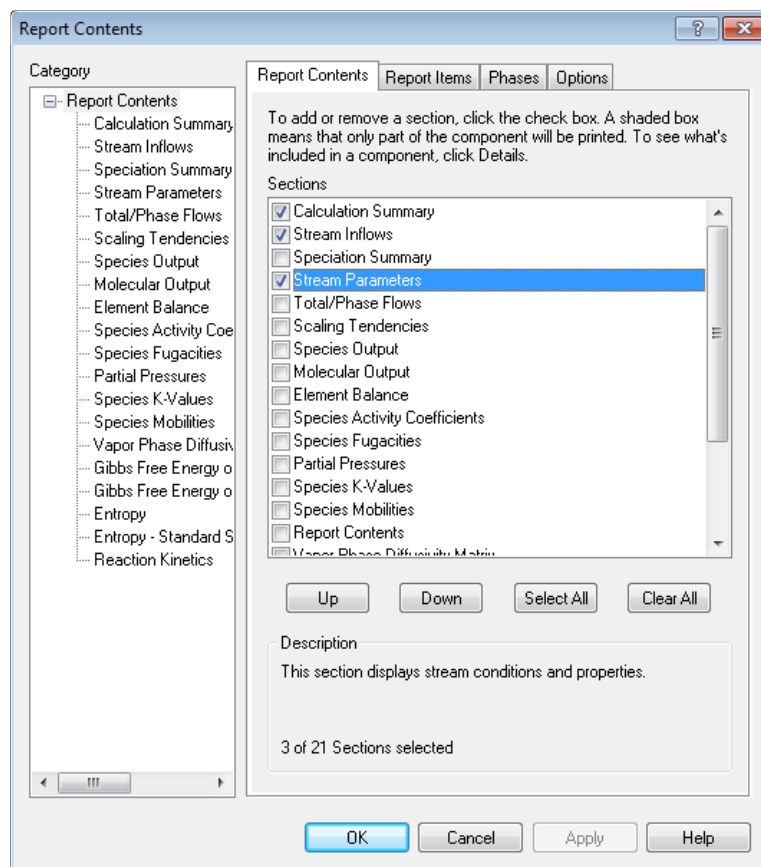 Report Contents
Category
Report Contents
Calculation Summary
Stream Inflows
Speciation Summary
Stream Parameters
Total/Phase Flows
Scaling Tendencies
Species Output
Molecular Output
Element Balance
Species Activity Coe
Species Fugacities
Partial Pressures
Species K-Values
Species Mobilities
Vapor Phase Diffusiv
Gibbs Free Energy o
Gibbs Free Energy o
Entropy
Entropy - Standard S
Reaction Kinetics
Report Contents Report Items Phases Options
To add or remove a section, click the check box. A shaded box
means that only part of the component will be printed. To see what's
included in a component, click Details.
Sections
Calculation Summary
Stream Inflows
Speciation Summary
Stream Parameters
Total/Phase Flows
Scaling Tendencies
Species Output
Molecular Output
Element Balance
Species Activity Coefficients
Species Fugacities
Partial Pressures
Species K-Values
Species Mobilities
Report Contents
Vapor Phase Diffusivity Matrix
Up Down Select All Clear All
Description
This section displays stream conditions and properties.
3 of 21 Sections selected
OK Cancel Apply Help